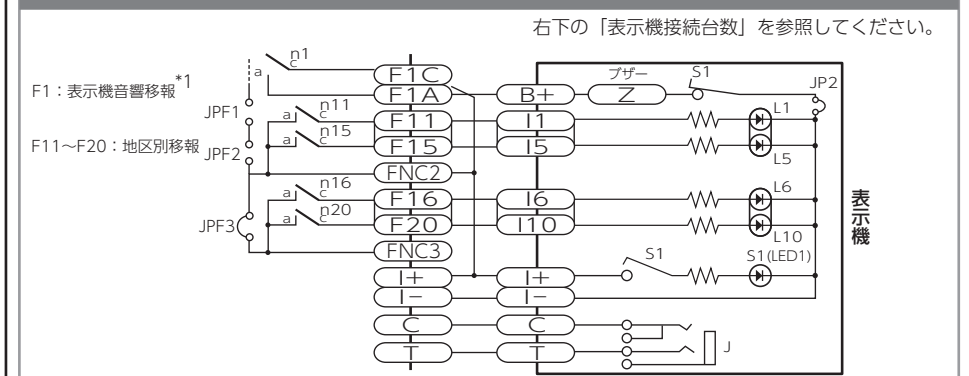 右下の「表示機接続台数」を参照してください。
n1
a
c
F1：表示機音響移報*1
F1C
F1A
B+
ブザー
Z
S1
JP2
JPF1
a
n11
c
F11
I1
L1
F11～F20：地区別移報
JPF2
a
n15
c
F15
I5
L5
FNC2
a
n16
c
F16
I6
L6
JPF3
a
n20
c
F20
I10
L10
FNC3
S1
S1(LED1)
I+
I+
I−
I−
C
C
T
T
J
表示機